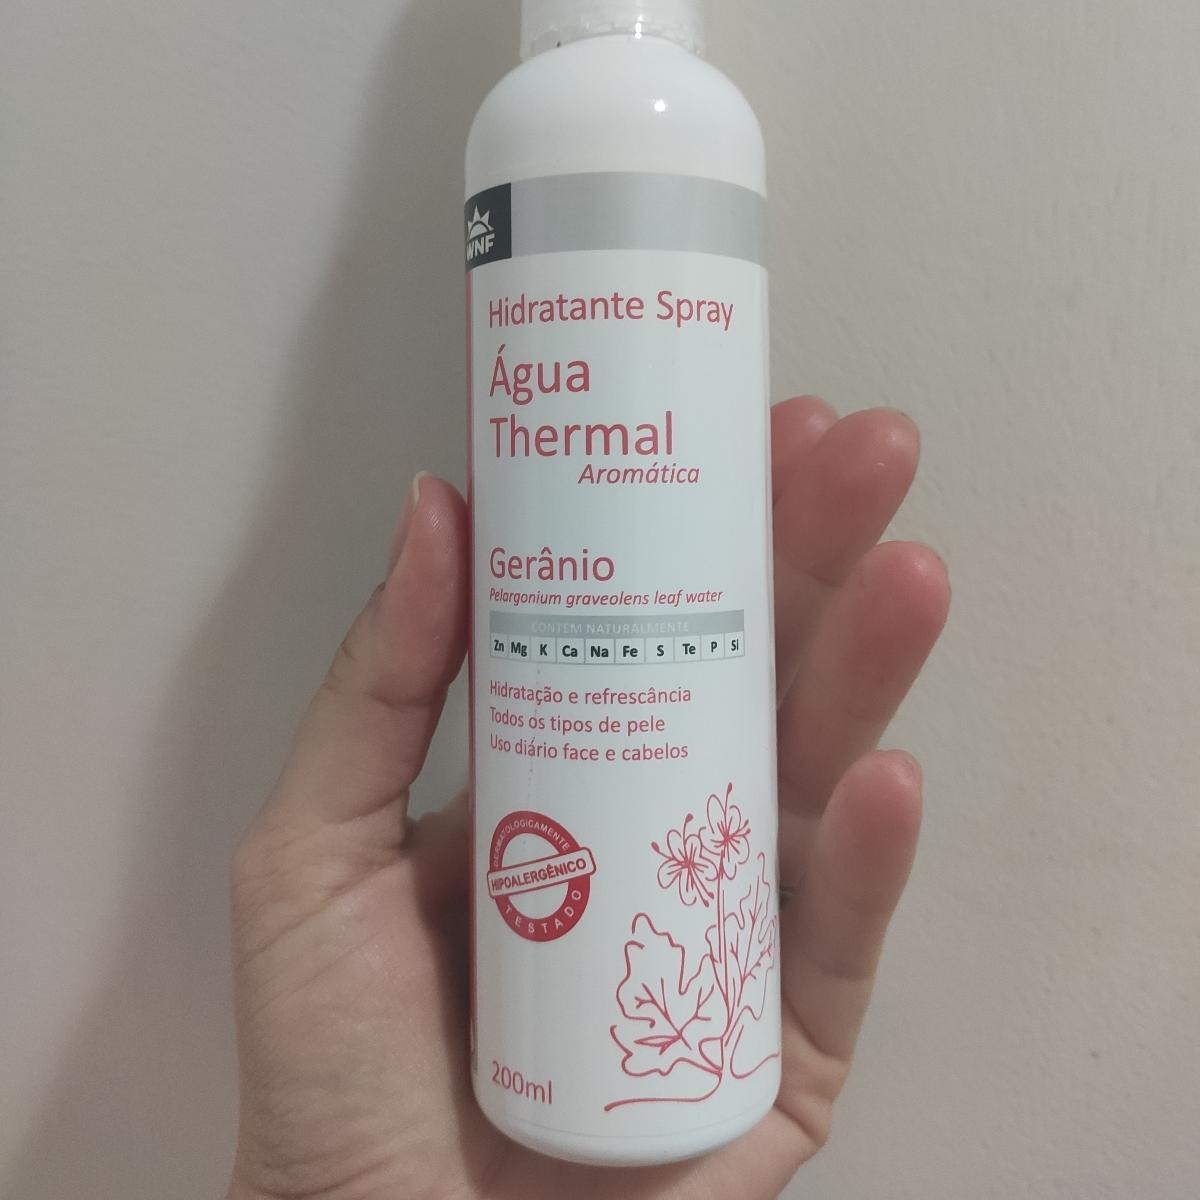 WNF
Hidratante Spray
Água
Thermal
Aromática
Gerânio
Pelargonium graveolens leaf water
CONTÉM NATURALMENTE
Zn Mg K Ca Na Fe S Te P Si
Hidratação e refrescância
Todos os tipos de pele
Uso diário face e cabelos
DERMATOLOGICAMENTE
HIPOALERGÊNICO
TESTADO
200ml